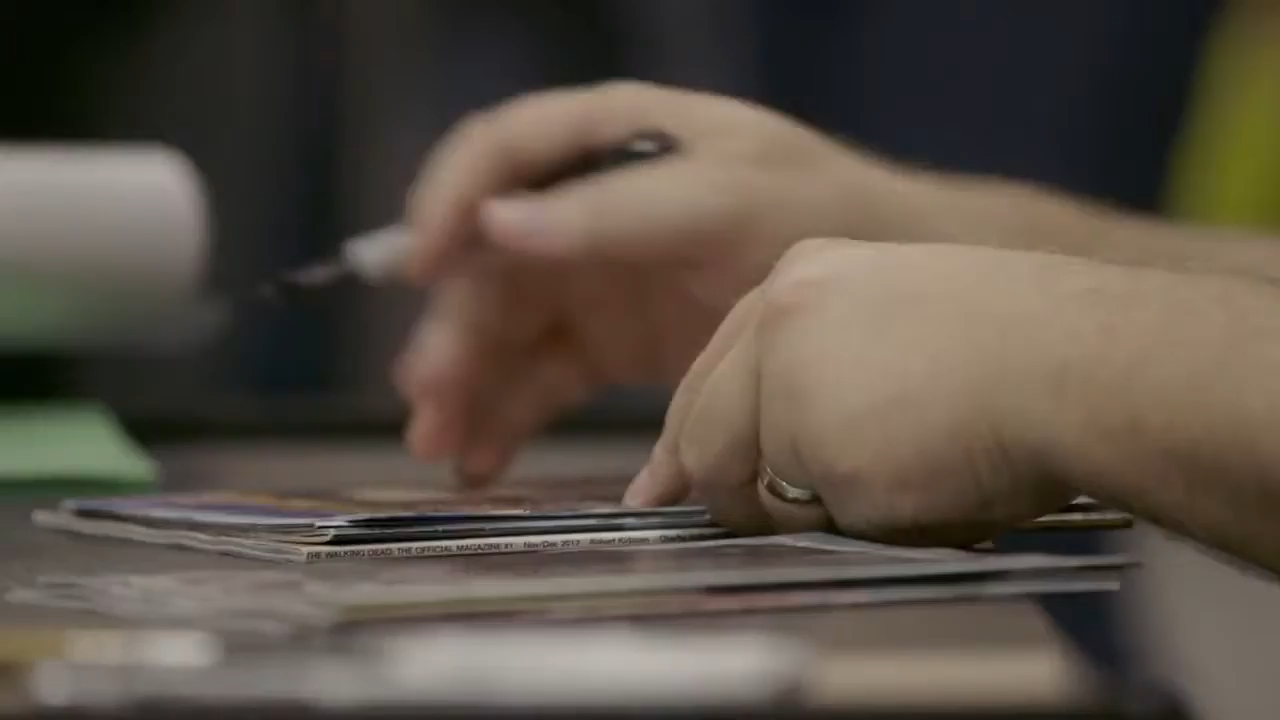 THE WALKING DEAD: THE OFFICIAL MAGAZINE #1 Nov/Dec 2012 Robert Kirkman